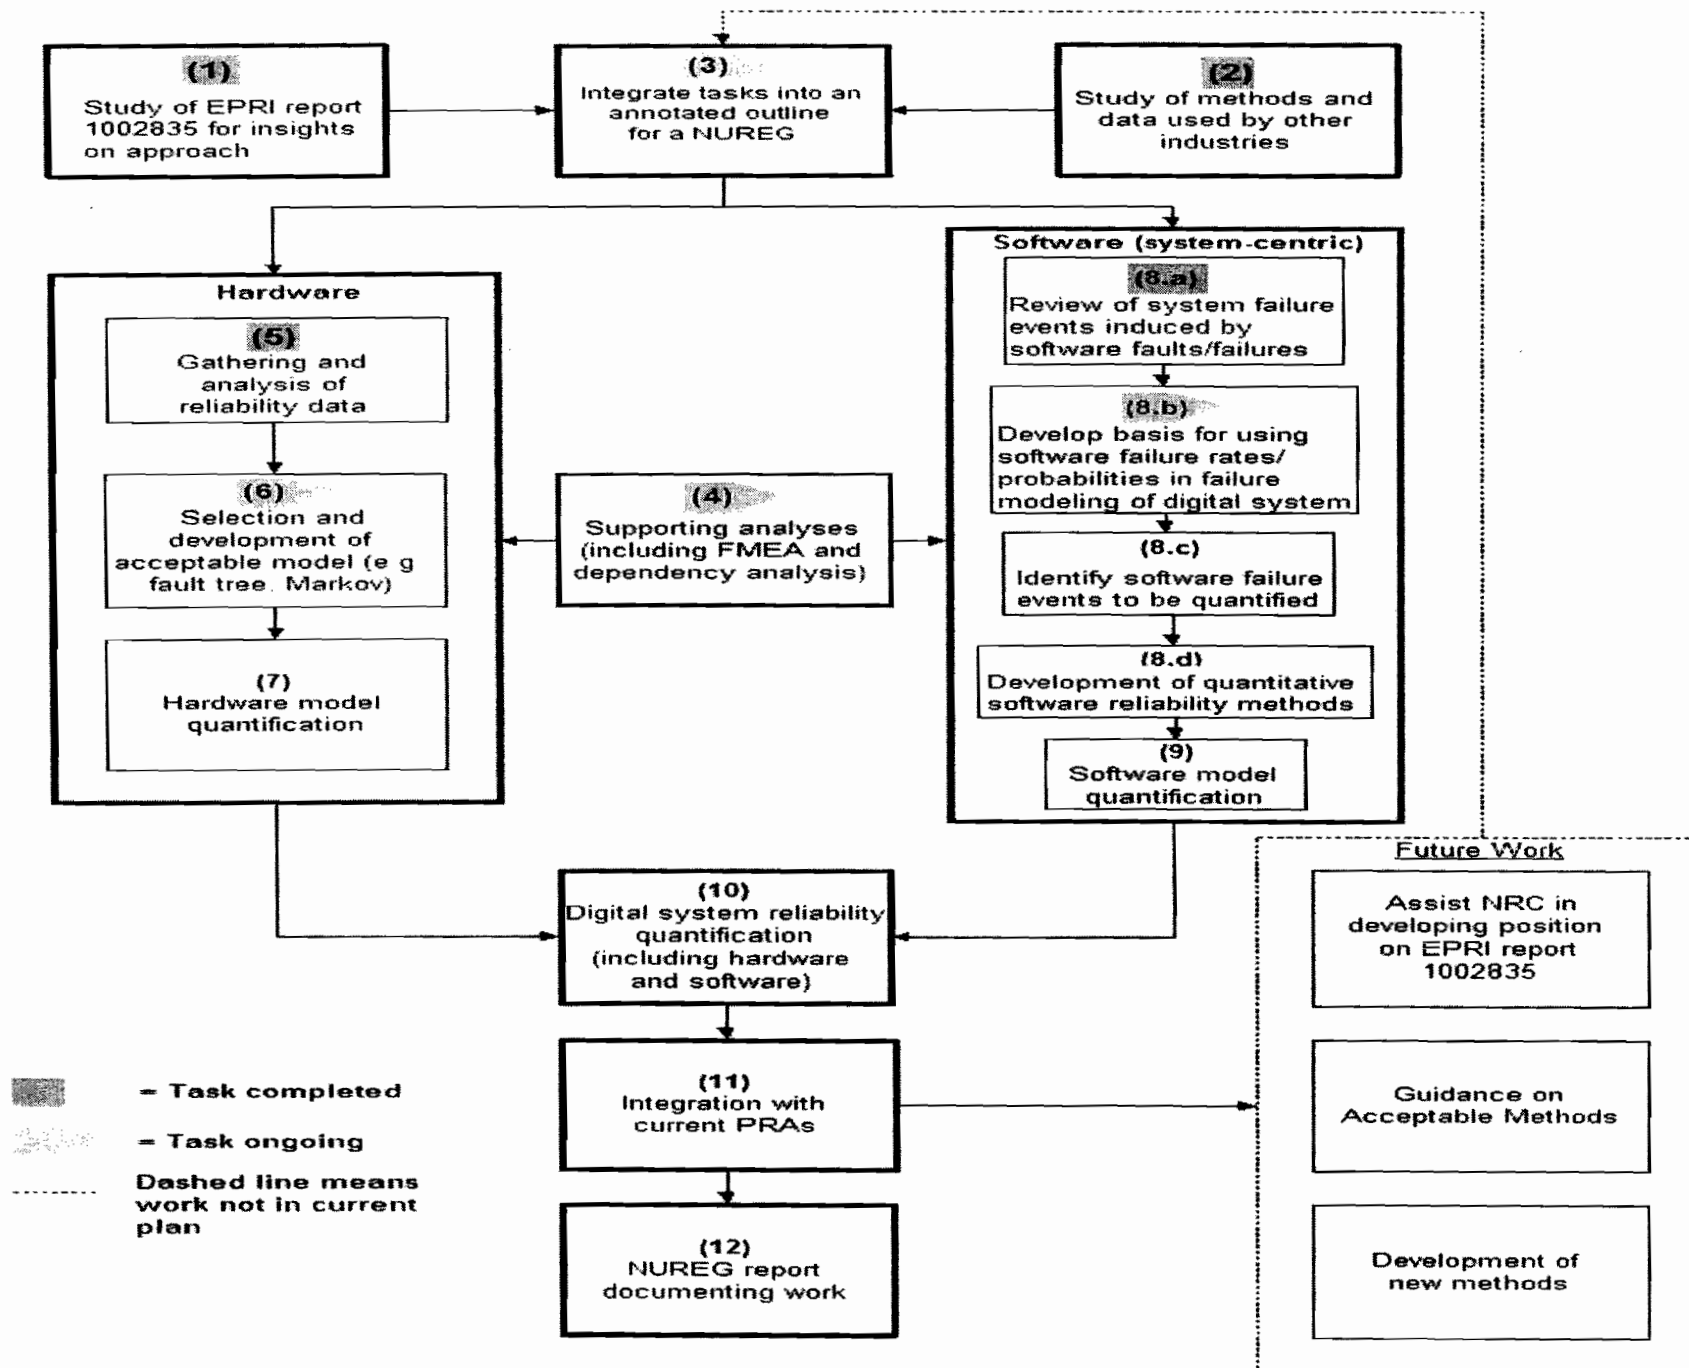 (1)
Study of EPRI report
1002835 for insights
on approach
(3)
Integrate tasks into an
annotated outline
for a NUREG
(2)
Study of methods and
data used by other
industries
Hardware
(5)
Gathering and
analysis of
reliability data
(6)
Selection and
development of
acceptable model (e g
fault tree, Markov)
(7)
Hardware model
quantification
(4)
Supporting analyses
(including FMEA and
dependency analysis)
Software (system-centric)
(8.a)
Review of system failure
events induced by
software faults/failures
(8.b)
Develop basis for using
software failure rates/
probabilities in failure
modeling of digital system
(8.c)
Identify software failure
events to be quantified
(8.d)
Development of quantitative
software reliability methods
(9)
Software model
quantification
(10)
Digital system reliability
quantification
(including hardware
and software)
(11)
Integration with
current PRAs
(12)
NUREG report
documenting work
Future Work
Assist NRC in
developing position
on EPRI report
1002835
Guidance on
Acceptable Methods
Development of
new methods
= Task completed
= Task ongoing
Dashed line means
work not in current
plan